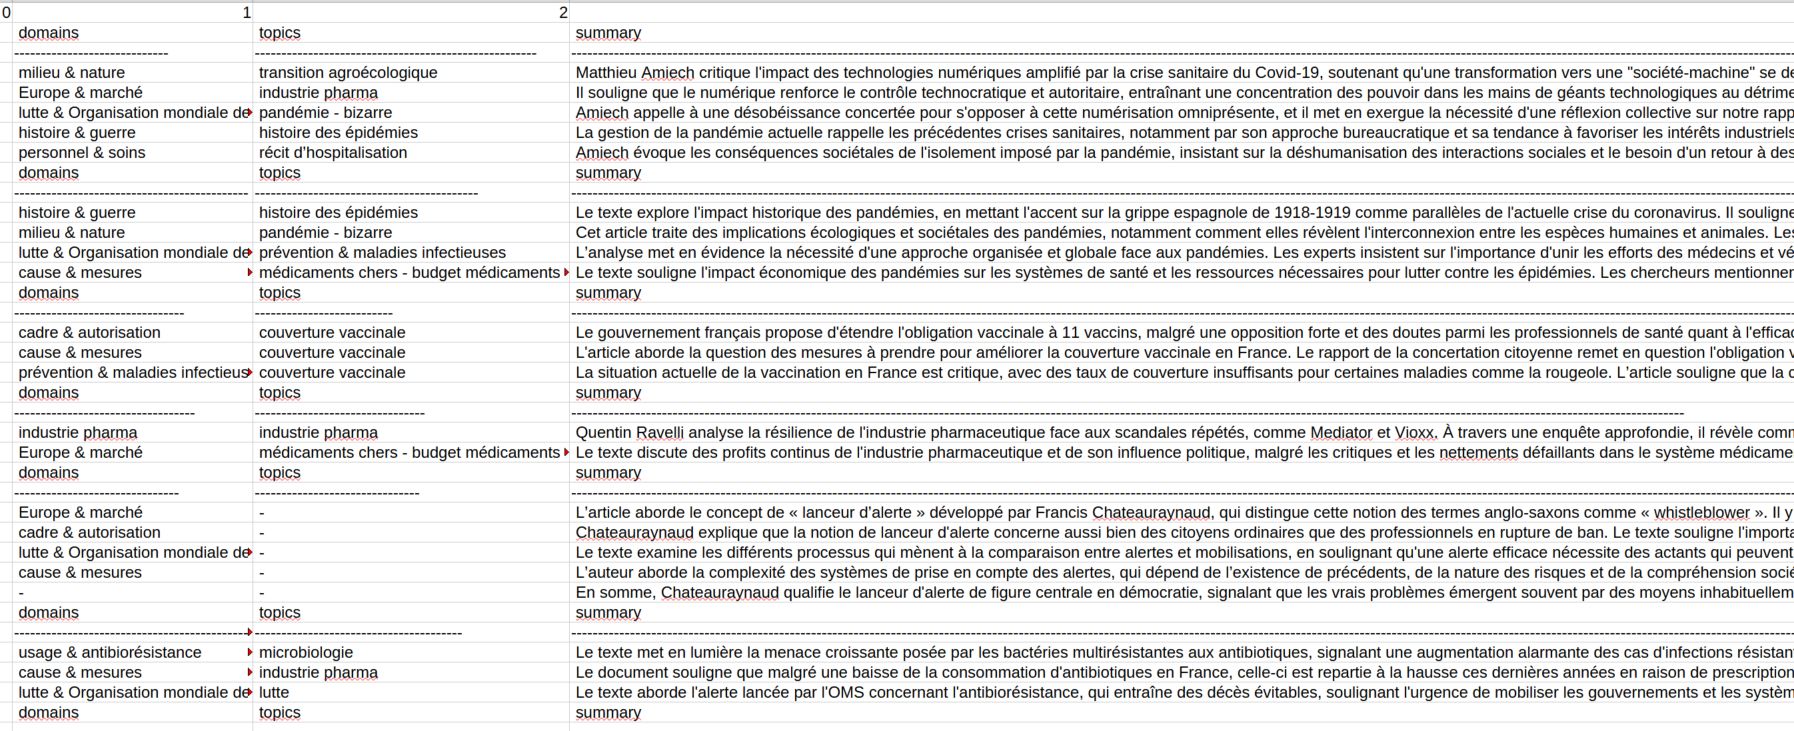 0 1 2
domains topics summary
---------------------------- --------------------------------------------------- ----------------------------------------
milieu & nature transition agroécologique Matthieu Amiech critique l'impact des technologies numériques amplifié par la crise sanitaire du Covid-19, soutenant qu'une transformation vers une "société-machine" se de
Europe & marché industrie pharma Il souligne que le numérique renforce le contrôle technocratique et autoritaire, entraînant une concentration des pouvoir dans les mains de géants technologiques au détrime
lutte & Organisation mondiale de pandémie - bizarre Amiech appelle à une désobéissance concertée pour s'opposer à cette numérisation omniprésente, et il met en exergue la nécessité d'une réflexion collective sur notre rapp
histoire & guerre histoire des épidémies La gestion de la pandémie actuelle rappelle les précédentes crises sanitaires, notamment par son approche bureaucratique et sa tendance à favoriser les intérêts industriels
personnel & soins récit d'hospitalisation Amiech évoque les conséquences sociétales de l'isolement imposé par la pandémie, insistant sur la déshumanisation des interactions sociales et le besoin d'un retour à des
domains topics summary
------------------------------------------ ---------------------------------------- ----------------------------------------
histoire & guerre histoire des épidémies Le texte explore l'impact historique des pandémies, en mettant l'accent sur la grippe espagnole de 1918-1919 comme parallèles de l'actuelle crise du coronavirus. Il souligne
milieu & nature pandémie - bizarre Cet article traite des implications écologiques et sociétales des pandémies, notamment comment elles révèlent l'interconnexion entre les espèces humaines et animales. Les
lutte & Organisation mondiale de prévention & maladies infectieuses L'analyse met en évidence la nécessité d'une approche organisée et globale face aux pandémies. Les experts insistent sur l'importance d'unir les efforts des médecins et vé
cause & mesures médicaments chers - budget médicaments Le texte souligne l'impact économique des pandémies sur les systèmes de santé et les ressources nécessaires pour lutter contre les épidémies. Les chercheurs mentionner
domains topics summary
------------------------------- ------------------------- ----------------------------------------
cadre & autorisation couverture vaccinale Le gouvernement français propose d'étendre l'obligation vaccinale à 11 vaccins, malgré une opposition forte et des doutes parmi les professionnels de santé quant à l'efficac
cause & mesures couverture vaccinale L'article aborde la question des mesures à prendre pour améliorer la couverture vaccinale en France. Le rapport de la concertation citoyenne remet en question l'obligation v
prévention & maladies infectieus couverture vaccinale La situation actuelle de la vaccination en France est critique, avec des taux de couverture insuffisants pour certaines maladies comme la rougeole. L'article souligne que la c
domains topics summary
--------------------------------- ------------------------------- ----------------------------------------
industrie pharma industrie pharma Quentin Ravelli analyse la résilience de l'industrie pharmaceutique face aux scandales répétés, comme Mediator et Vioxx. À travers une enquête approfondie, il révèle comm
Europe & marché médicaments chers - budget médicaments Le texte discute des profits continus de l'industrie pharmaceutique et de son influence politique, malgré les critiques et les nettements défaillants dans le système médicame
domains topics summary
------------------------------ ------------------------------ ----------------------------------------
Europe & marché - L'article aborde le concept de « lanceur d'alerte » développé par Francis Chateauraynaud, qui distingue cette notion des termes anglo-saxons comme « whistleblower ». Il y
cadre & autorisation - Chateauraynaud explique que la notion de lanceur d'alerte concerne aussi bien des citoyens ordinaires que des professionnels en rupture de ban. Le texte souligne l'importa
lutte & Organisation mondiale de - Le texte examine les différents processus qui mènent à la comparaison entre alertes et mobilisations, en soulignant qu'une alerte efficace nécessite des actants qui peuvent
cause & mesures - L'auteur aborde la complexité des systèmes de prise en compte des alertes, qui dépend de l'existence de précédents, de la nature des risques et de la compréhension socié
- - En somme, Chateauraynaud qualifie le lanceur d'alerte de figure centrale en démocratie, signalant que les vrais problèmes émergent souvent par des moyens inhabituellem
domains topics summary
------------------------------------------- -------------------------------------- ----------------------------------------
usage & antibiorésistance microbiologie Le texte met en lumière la menace croissante posée par les bactéries multirésistantes aux antibiotiques, signalant une augmentation alarmante des cas d'infections résistant
cause & mesures industrie pharma Le document souligne que malgré une baisse de la consommation d'antibiotiques en France, celle-ci est repartie à la hausse ces dernières années en raison de prescription
lutte & Organisation mondiale de lutte Le texte aborde l'alerte lancée par l'OMS concernant l'antibiorésistance, qui entraîne des décès évitables, soulignant l'urgence de mobiliser les gouvernements et les systèm
domains topics summary